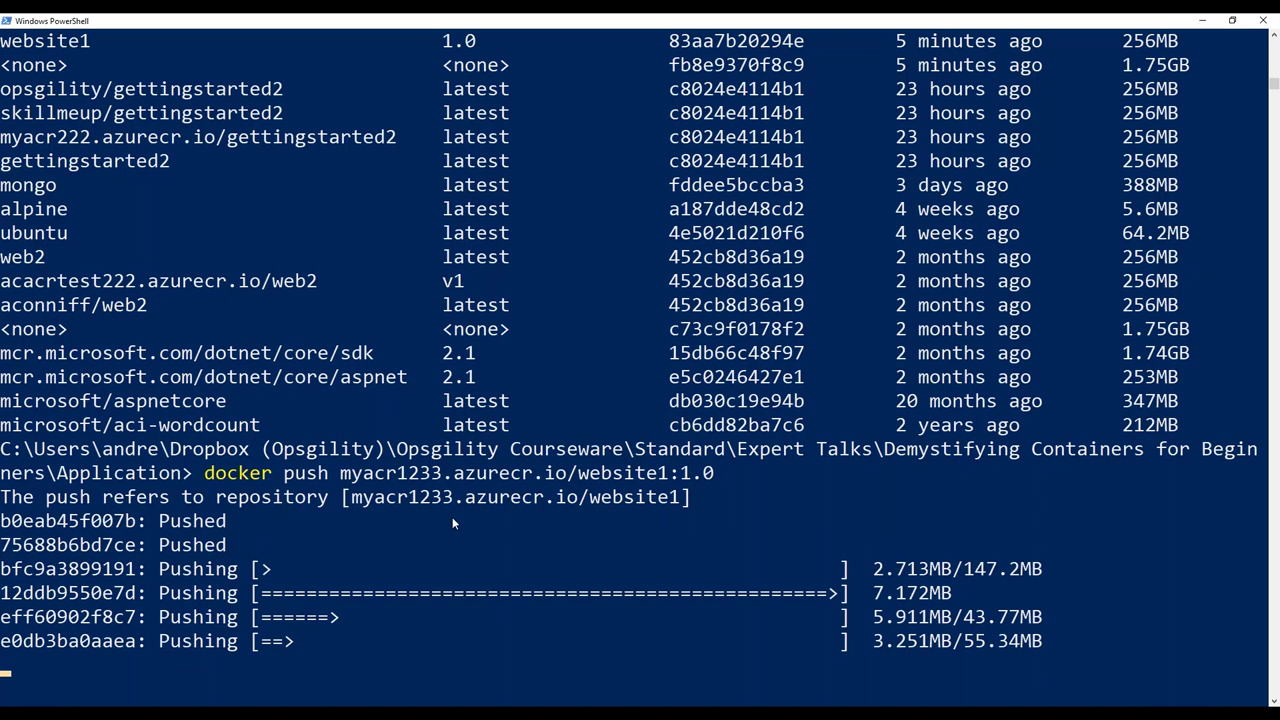 Windows PowerShell
website1 1.0 83aa7b20294e 5 minutes ago 256MB
<none> <none> fb8e9370f8c9 5 minutes ago 1.75GB
opsgility/gettingstarted2 latest c8024e4114b1 23 hours ago 256MB
skillmeup/gettingstarted2 latest c8024e4114b1 23 hours ago 256MB
myacr222.azurecr.io/gettingstarted2 latest c8024e4114b1 23 hours ago 256MB
gettingstarted2 latest c8024e4114b1 23 hours ago 256MB
mongo latest fddee5bccba3 3 days ago 388MB
alpine latest a187dde48cd2 4 weeks ago 5.6MB
ubuntu latest 4e5021d210f6 4 weeks ago 64.2MB
web2 latest 452cb8d36a19 2 months ago 256MB
acacrtest222.azurecr.io/web2 v1 452cb8d36a19 2 months ago 256MB
aconniff/web2 latest 452cb8d36a19 2 months ago 256MB
<none> <none> c73c9f0178f2 2 months ago 1.75GB
mcr.microsoft.com/dotnet/core/sdk 2.1 15db66c48f97 2 months ago 1.74GB
mcr.microsoft.com/dotnet/core/aspnet 2.1 e5c0246427e1 2 months ago 253MB
microsoft/aspnetcore latest db030c19e94b 20 months ago 347MB
microsoft/aci-wordcount latest cb6dd82ba7c6 2 years ago 212MB
C:\Users\andre\Dropbox (Opsgility)\Opsgility Courseware\Standard\Expert Talks\Demystifying Containers for Begin
ners\Application> docker push myacr1233.azurecr.io/website1:1.0
The push refers to repository [myacr1233.azurecr.io/website1]
b0eab45f007b: Pushed
75688b6bd7ce: Pushed
bfc9a3899191: Pushing [> ] 2.713MB/147.2MB
12ddb9550e7d: Pushing [==================================================>] 7.172MB
eff60902f8c7: Pushing [======> ] 5.911MB/43.77MB
e0db3ba0aaea: Pushing [==> ] 3.251MB/55.34MB